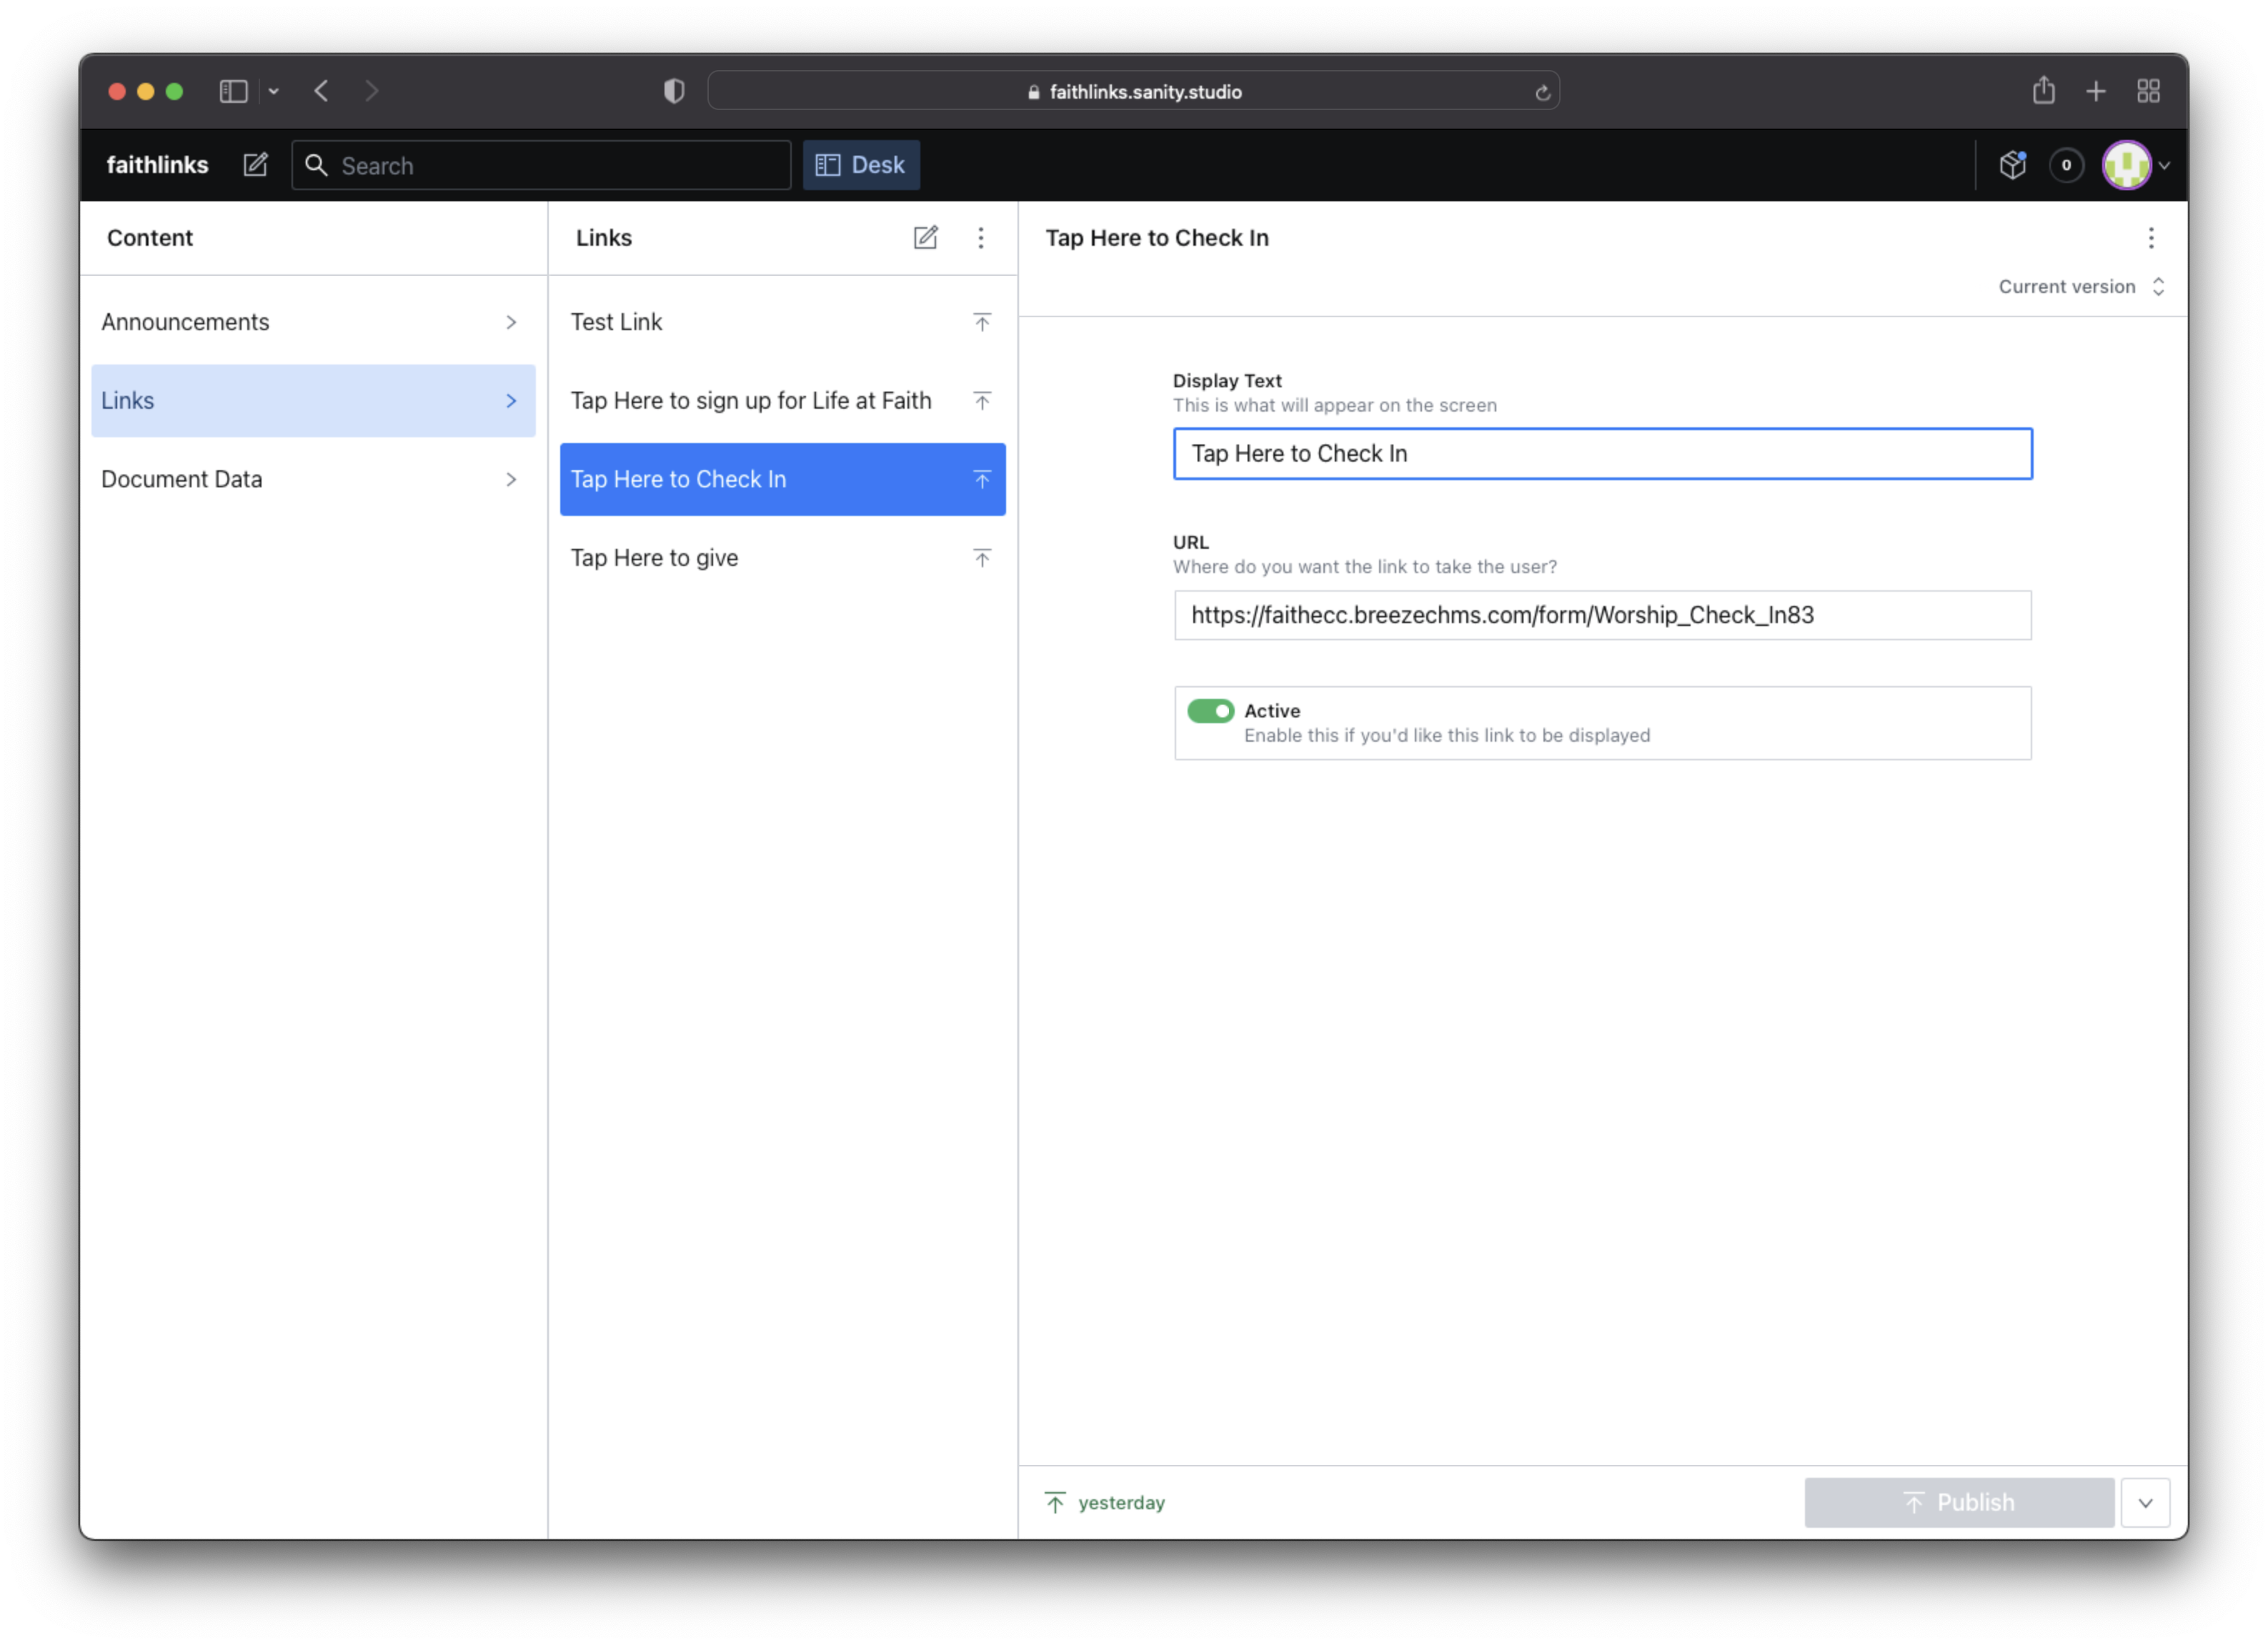 faithlinks.sanity.studio
faithlinks
Search
Desk
0
Content
Announcements
Links
Document Data
Links
Test Link
Tap Here to sign up for Life at Faith
Tap Here to Check In
Tap Here to give
Tap Here to Check In
Current version
Display Text
This is what will appear on the screen
Tap Here to Check In
URL
Where do you want the link to take the user?
https://faithecc.breezechms.com/form/Worship_Check_In83
Active
Enable this if you'd like this link to be displayed
yesterday
Publish